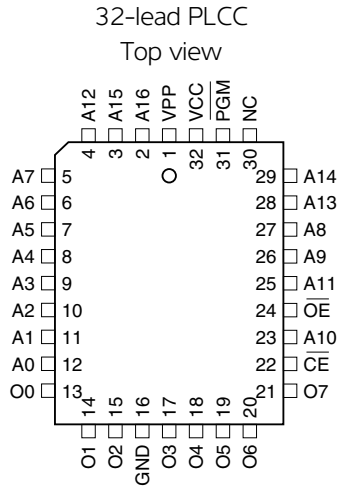 32-lead PLCC
Top view
A12 A15 A16 VPP VCC PGM NC
4 3 2 1 32 31 30
A7 5 29 A14
A6 6 28 A13
A5 7 27 A8
A4 8 26 A9
A3 9 25 A11
A2 10 24 OE
A1 11 23 A10
A0 12 22 CE
O0 13 21 O7
14 15 16 17 18 19 20
O1 O2 GND O3 O4 O5 O6